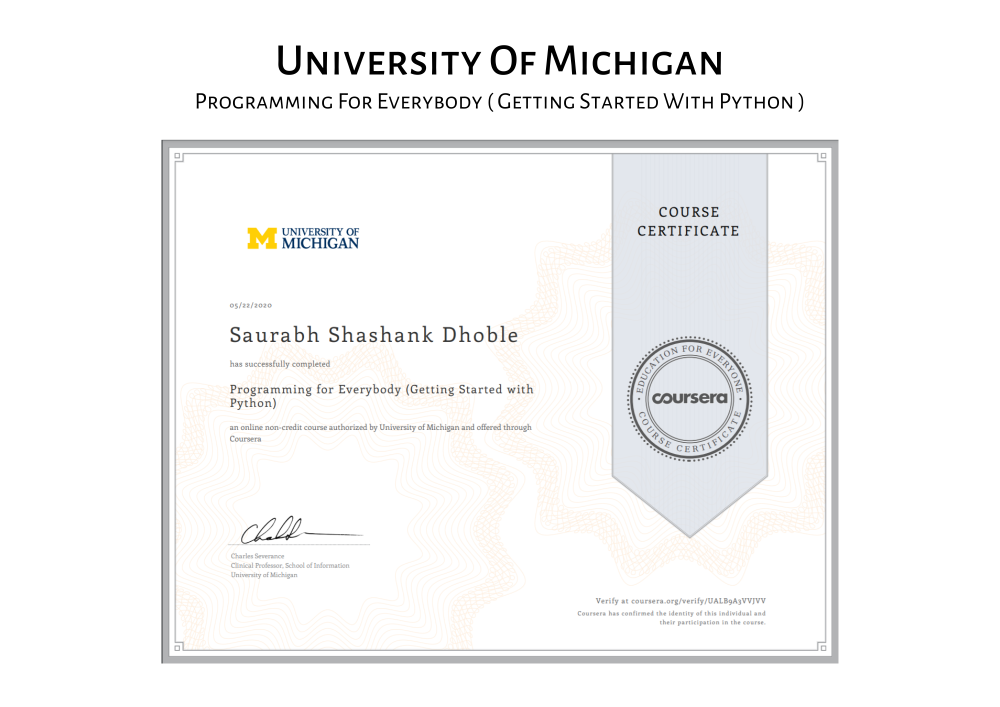 University Of Michigan
Programming For Everybody ( Getting Started With Python )
COURSE
CERTIFICATE
UNIVERSITY OF
MICHIGAN
05/22/2020
Saurabh Shashank Dhoble
has successfully completed
Programming for Everybody (Getting Started with
Python)
an online non-credit course authorized by University of Michigan and offered through
Coursera
EDUCATION FOR EVERYONE
coursera
COURSE CERTIFICATE
Charles Severance
Clinical Professor, School of Information
University of Michigan
Verify at coursera.org/verify/UALB9A3VVJVV
Coursera has confirmed the identity of this individual and
their participation in the course.